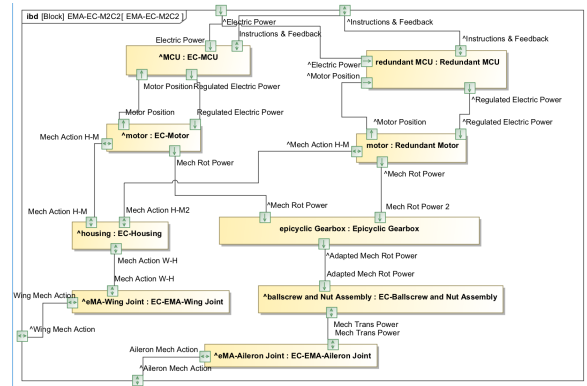 ibd [Block] EMA-EC-M2C2[ EMA-EC-M2C2 ]
^Electric Power
^Instructions & Feedback
Electric Power
Instructions & Feedback
^Instructions & Feedback
^MCU : EC-MCU
redundant MCU : Redundant MCU
^Electric Power
^Motor Position
Motor Position
Regulated Electric Power
^Regulated Electric Power
Motor Position
Regulated Electric Power
^Motor Position
^Regulated Electric Power
Mech Action H-M
^motor : EC-Motor
^Mech Action H-M
motor : Redundant Motor
Mech Rot Power
^Mech Rot Power
Mech Action H-M
Mech Action H-M2
^Mech Rot Power
Mech Rot Power 2
^housing : EC-Housing
epicyclic Gearbox : Epicyclic Gearbox
Mech Action W-H
^Adapted Mech Rot Power
Mech Action W-H
Adapted Mech Rot Power
Wing Mech Action
^eMA-Wing Joint : EC-EMA-Wing Joint
^ballscrew and Nut Assembly : EC-Ballscrew and Nut Assembly
^Wing Mech Action
Mech Trans Power
Mech Trans Power
Aileron Mech Action
^eMA-Aileron Joint : EC-EMA-Aileron Joint
^Aileron Mech Action